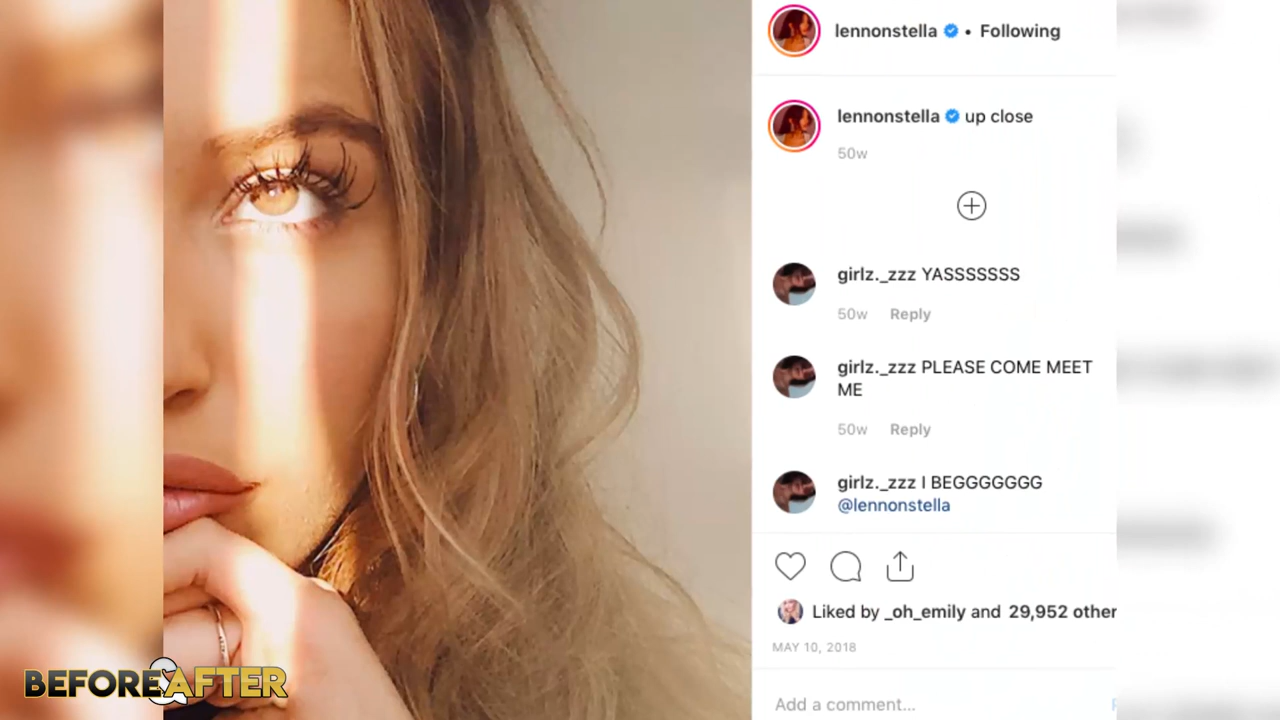 lennonstella • Following
lennonstella up close
50w
girlz._zzz YASSSSSSS
50w Reply
girlz._zzz PLEASE COME MEET
ME
50w Reply
girlz._zzz I BEGGGGGGG
@lennonstella
Liked by _oh_emily and 29,952 other
MAY 10, 2018
Add a comment...
BEFORE&AFTER